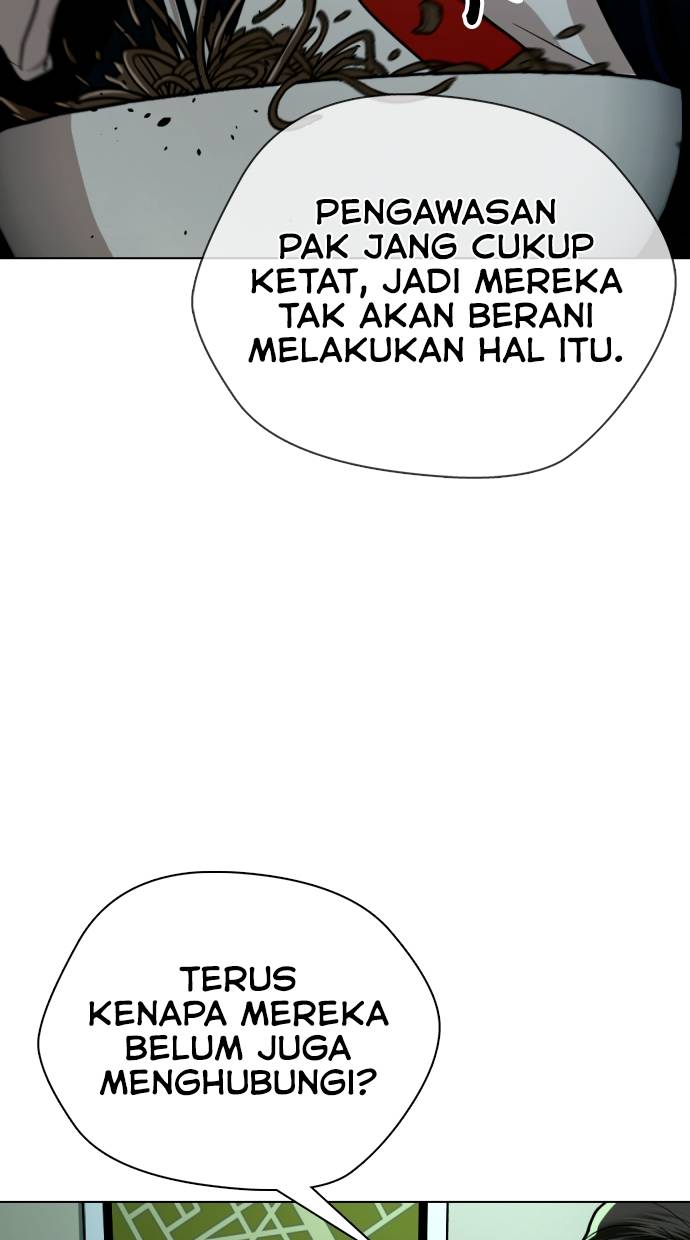 PENGAWASAN
PAK JANG CUKUP
KETAT, JADI MEREKA
TAK AKAN BERANI
MELAKUKAN HAL ITU.
TERUS
KENAPA MEREKA
BELUM JUGA
MENGHUBUNGI?